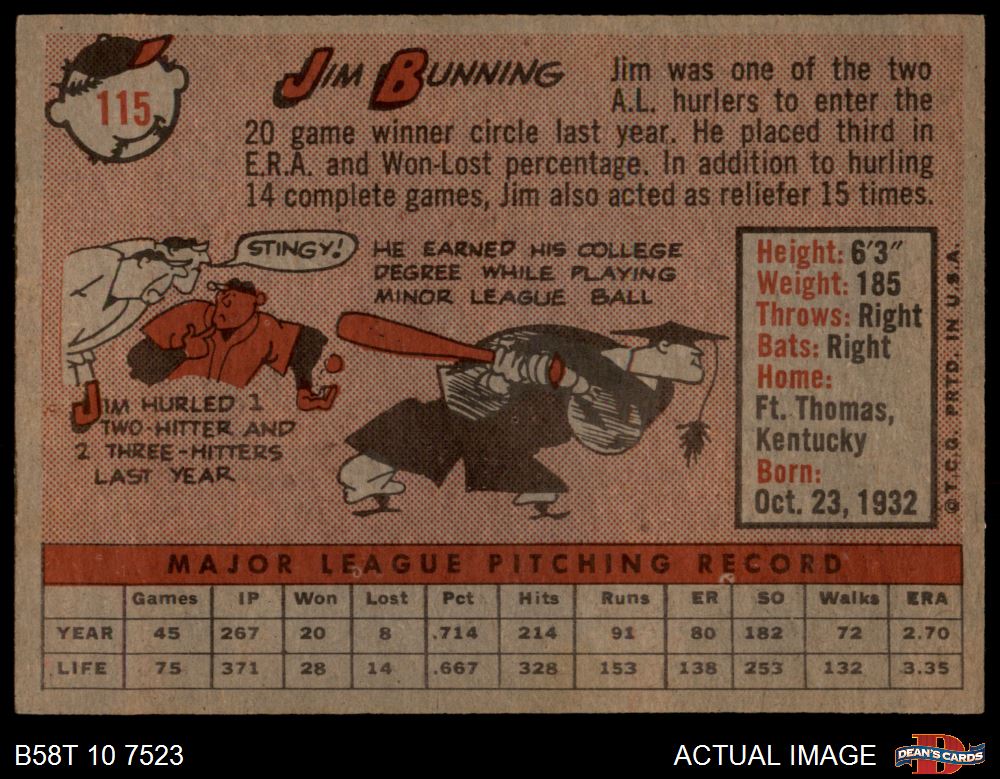 115
JIM BUNNING
Jim was one of the two
A.L. hurlers to enter the
20 game winner circle last year. He placed third in
E.R.A. and Won-Lost percentage. In addition to hurling
14 complete games, Jim also acted as reliefer 15 times.
STINGY!
JIM HURLED 1
TWO-HITTER AND
2 THREE-HITTERS
LAST YEAR
HE EARNED HIS COLLEGE
DEGREE WHILE PLAYING
MINOR LEAGUE BALL
Height: 6'3"
Weight: 185
Throws: Right
Bats: Right
Home:
Ft. Thomas,
Kentucky
Born:
Oct. 23, 1932
© T.C.G. PRTD. IN U.S.A.
MAJOR LEAGUE PITCHING RECORD
Games IP Won Lost Pct Hits Runs ER SO Walks ERA
YEAR 45 267 20 8 .714 214 91 80 182 72 2.70
LIFE 75 371 28 14 .667 328 153 138 253 132 3.35
B58T 10 7523
ACTUAL IMAGE
DEAN'S CARDS